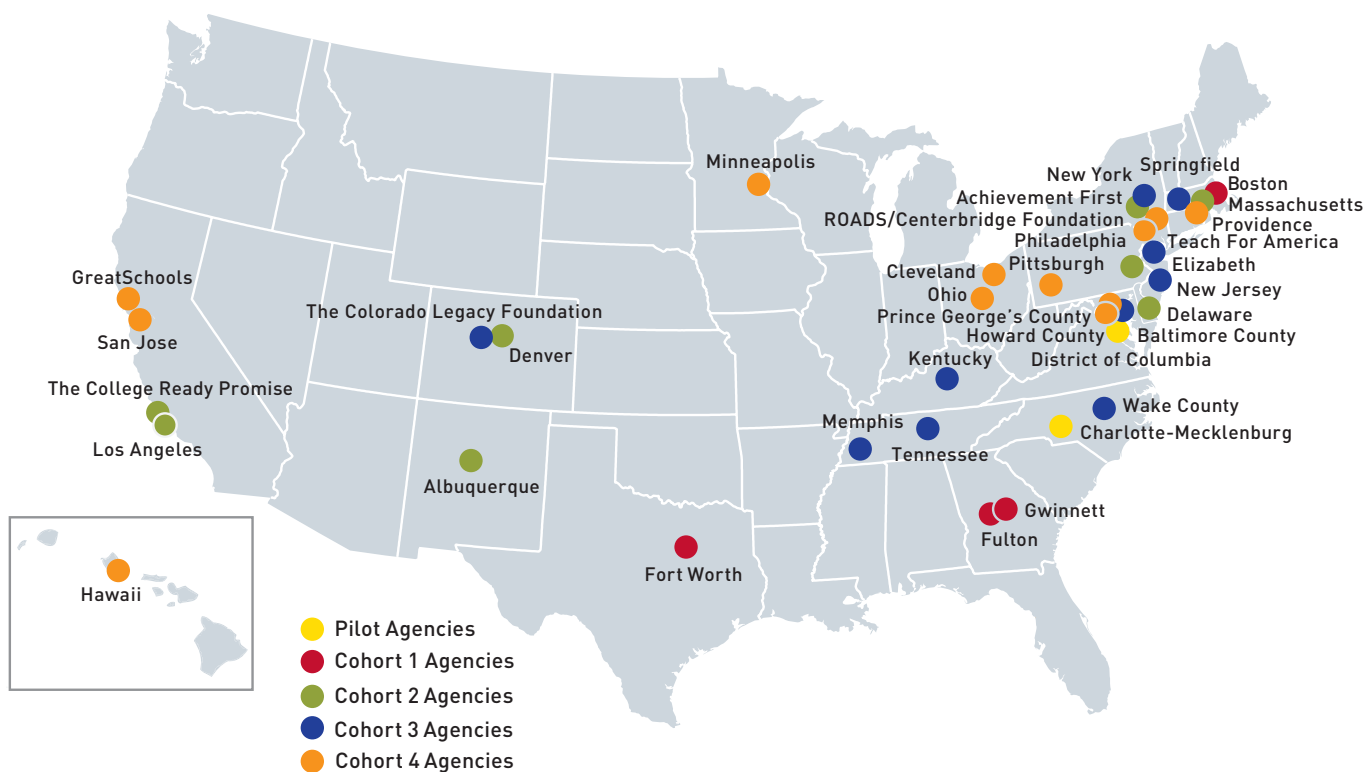 Minneapolis
Springfield
New York
Boston
Achievement First
Massachusetts
ROADS/Centerbridge Foundation
Providence
Philadelphia
Teach For America
Pittsburgh
Elizabeth
Cleveland
New Jersey
Ohio
Prince George's County
Delaware
Howard County
Baltimore County
District of Columbia
GreatSchools
San Jose
The Colorado Legacy Foundation
Denver
Kentucky
The College Ready Promise
Los Angeles
Wake County
Memphis
Charlotte-Mecklenburg
Tennessee
Albuquerque
Gwinnett
Fulton
Fort Worth
Hawaii
Pilot Agencies
Cohort 1 Agencies
Cohort 2 Agencies
Cohort 3 Agencies
Cohort 4 Agencies